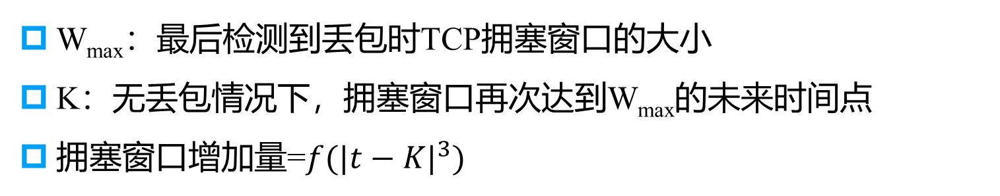 Wmax：最后检测到丢包时TCP拥塞窗口的大小
K：无丢包情况下，拥塞窗口再次达到Wmax的未来时间点
拥塞窗口增加量=f(|t − K|³)